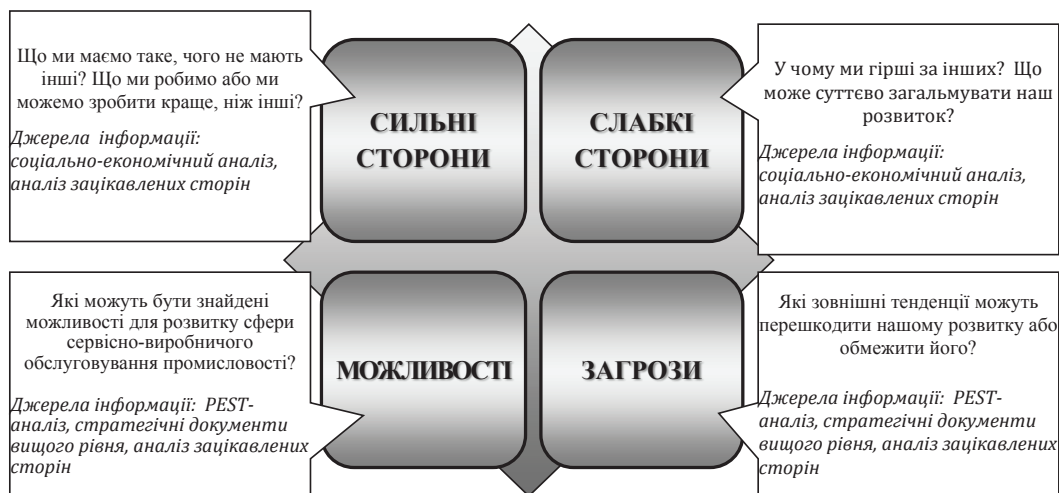 Що ми маємо таке, чого не мають
інші? Що ми робимо або ми
можемо зробити краще, ніж інші?
Джерела інформації:
соціально-економічний аналіз,
аналіз зацікавлених сторін
СИЛЬНІ
СТОРОНИ
СЛАБКІ
СТОРОНИ
У чому ми гірші за інших? Що
може суттєво загальмувати наш
розвиток?
Джерела інформації:
соціально-економічний аналіз,
аналіз зацікавлених сторін
Які можуть бути знайдені
можливості для розвитку сфери
сервісно-виробничого
обслуговування промисловості?
Джерела інформації: PEST-
аналіз, стратегічні документи
вищого рівня, аналіз зацікавлених
сторін
МОЖЛИВОСТІ
ЗАГРОЗИ
Які зовнішні тенденції можуть
перешкодити нашому розвитку або
обмежити його?
Джерела інформації: PEST-
аналіз, стратегічні документи
вищого рівня, аналіз зацікавлених
сторін